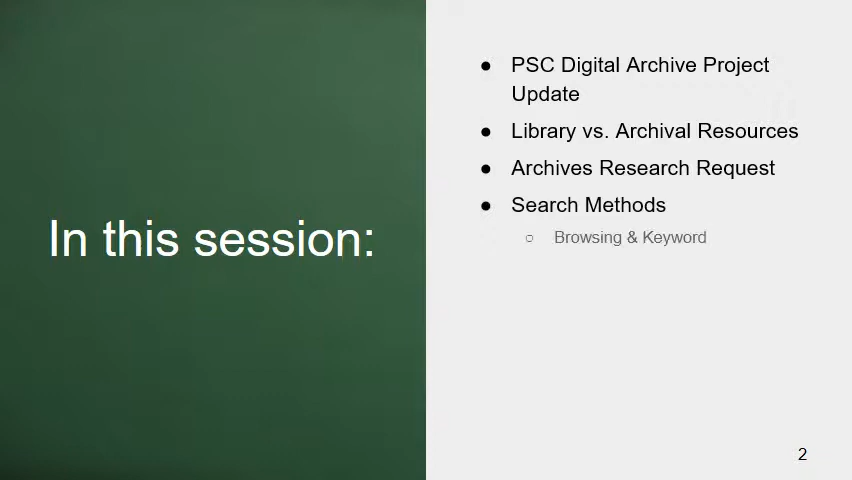 In this session:
● PSC Digital Archive Project
Update
● Library vs. Archival Resources
● Archives Research Request
● Search Methods
○ Browsing & Keyword
2